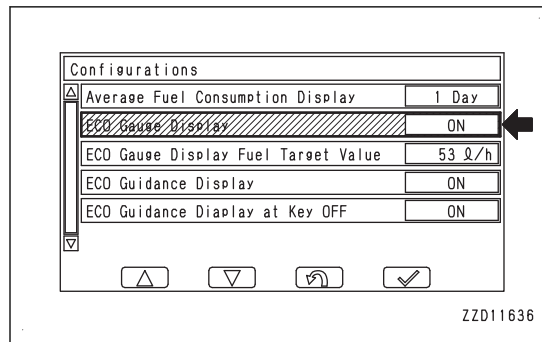 Configurations
Average Fuel Consumption Display 1 Day
ECO Gauge Display ON
ECO Gauge Display Fuel Target Value 53 ℓ/h
ECO Guidance Display ON
ECO Guidance Diaplay at Key OFF ON
ZZD11636